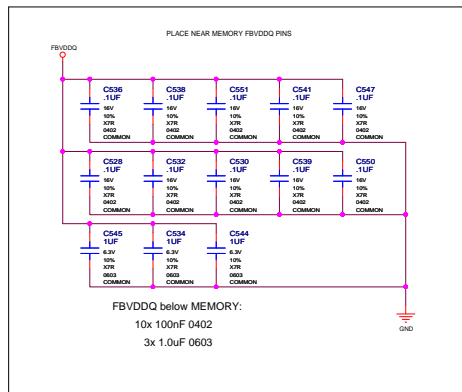 PLACE NEAR MEMORY FBVDDQ PINS
FBVDDQ
C536
.1UF
16V
10%
X7R
0402
COMMON
C538
.1UF
16V
10%
X7R
0402
COMMON
C551
.1UF
16V
10%
X7R
0402
COMMON
C541
.1UF
16V
10%
X7R
0402
COMMON
C547
.1UF
16V
10%
X7R
0402
COMMON
C528
.1UF
16V
10%
X7R
0402
COMMON
C532
.1UF
16V
10%
X7R
0402
COMMON
C530
.1UF
16V
10%
X7R
0402
COMMON
C539
.1UF
16V
10%
X7R
0402
COMMON
C550
.1UF
16V
10%
X7R
0402
COMMON
C545
1UF
6.3V
10%
X7R
0603
COMMON
C534
1UF
6.3V
10%
X7R
0603
COMMON
C544
1UF
6.3V
10%
X7R
0603
COMMON
FBVDDQ below MEMORY:
10x 100nF 0402
3x 1.0uF 0603
GND